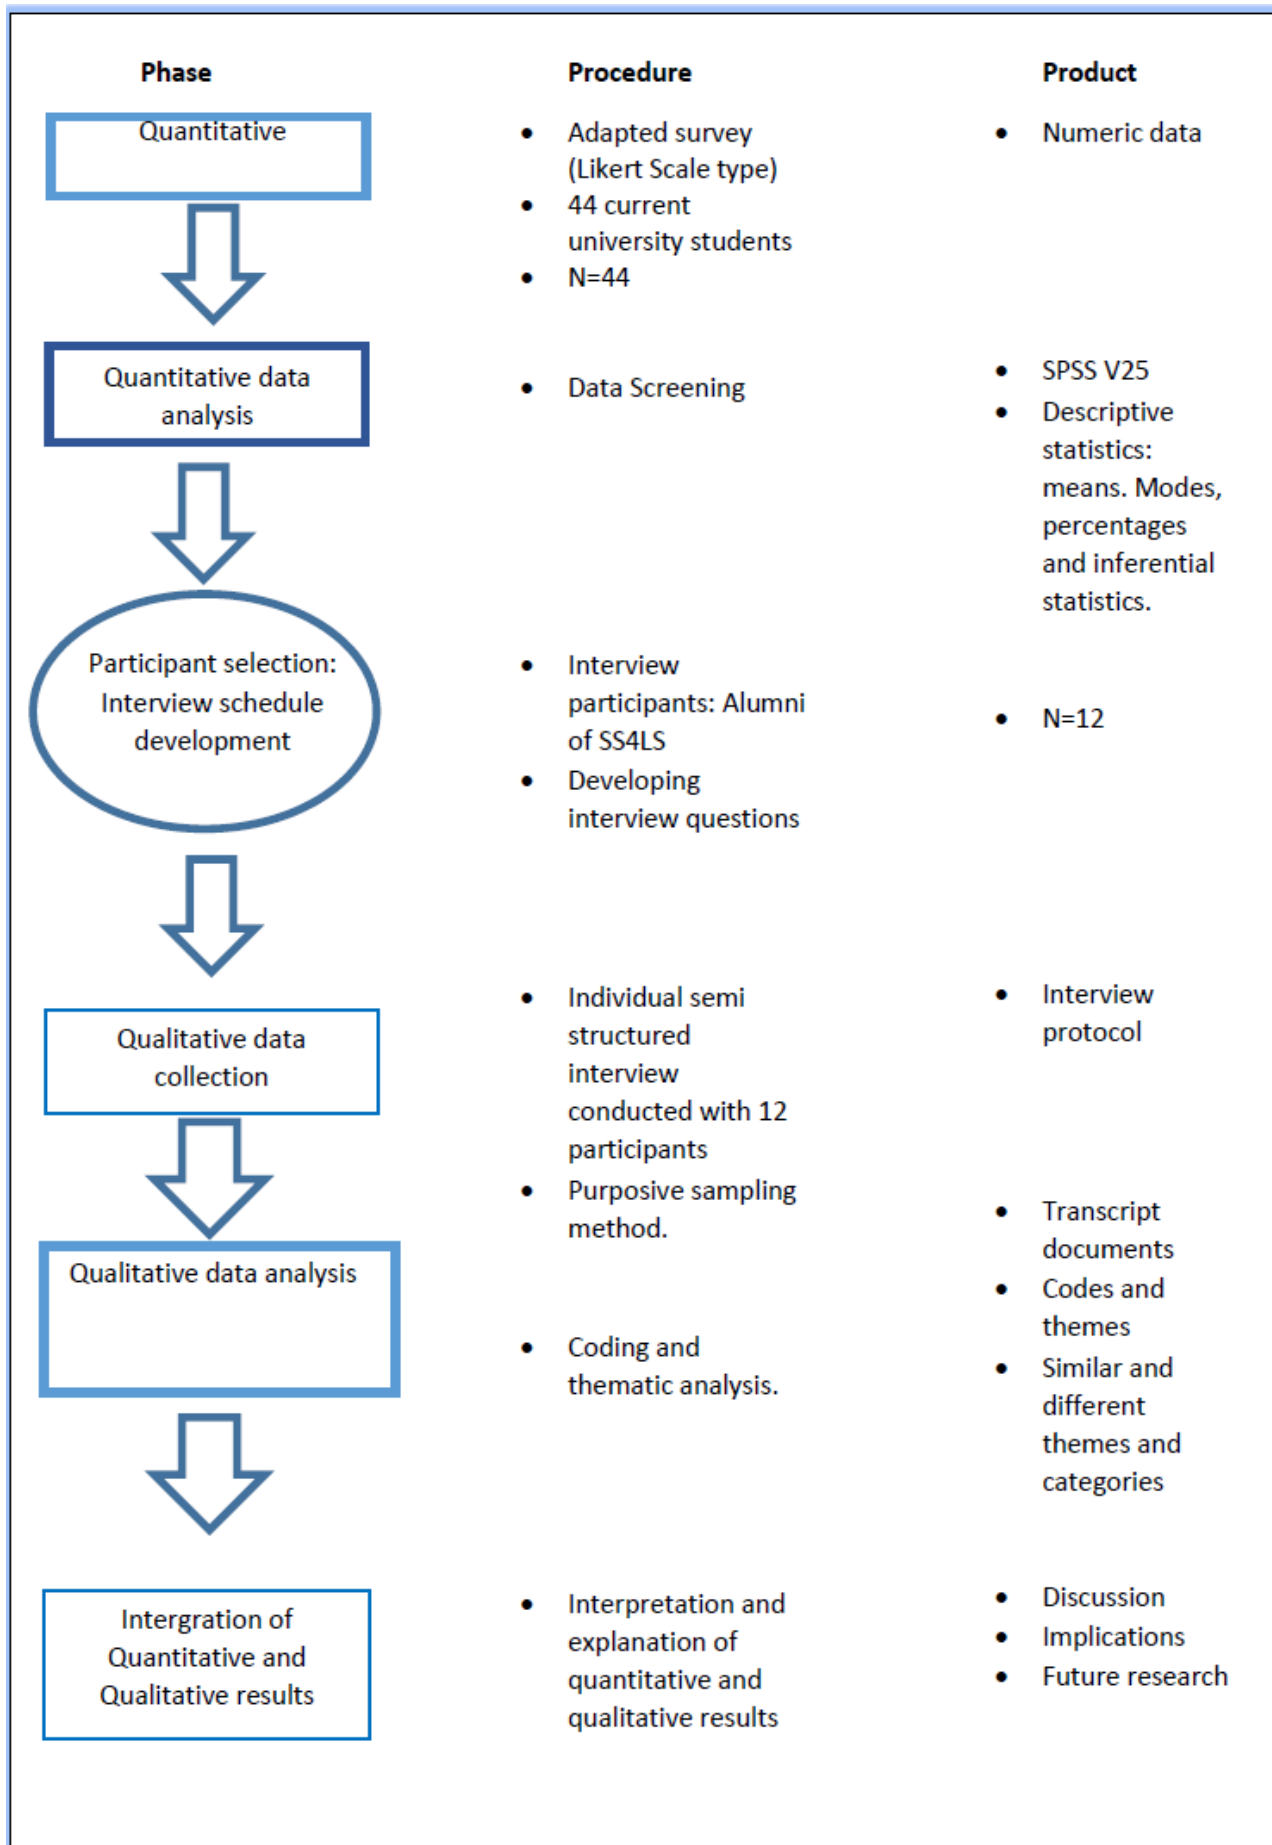 Phase
Procedure
Product
Quantitative
• Adapted survey
(Likert Scale type)
• 44 current
university students
• N=44
• Numeric data
Quantitative data
analysis
• Data Screening
• SPSS V25
• Descriptive
statistics:
means. Modes,
percentages
and inferential
statistics.
Participant selection:
Interview schedule
development
• Interview
participants: Alumni
of SS4LS
• Developing
interview questions
• N=12
Qualitative data
collection
• Individual semi
structured
interview
conducted with 12
participants
• Purposive sampling
method.
• Interview
protocol
Qualitative data analysis
• Coding and
thematic analysis.
• Transcript
documents
• Codes and
themes
• Similar and
different
themes and
categories
Intergration of
Quantitative and
Qualitative results
• Interpretation and
explanation of
quantitative and
qualitative results
• Discussion
• Implications
• Future research